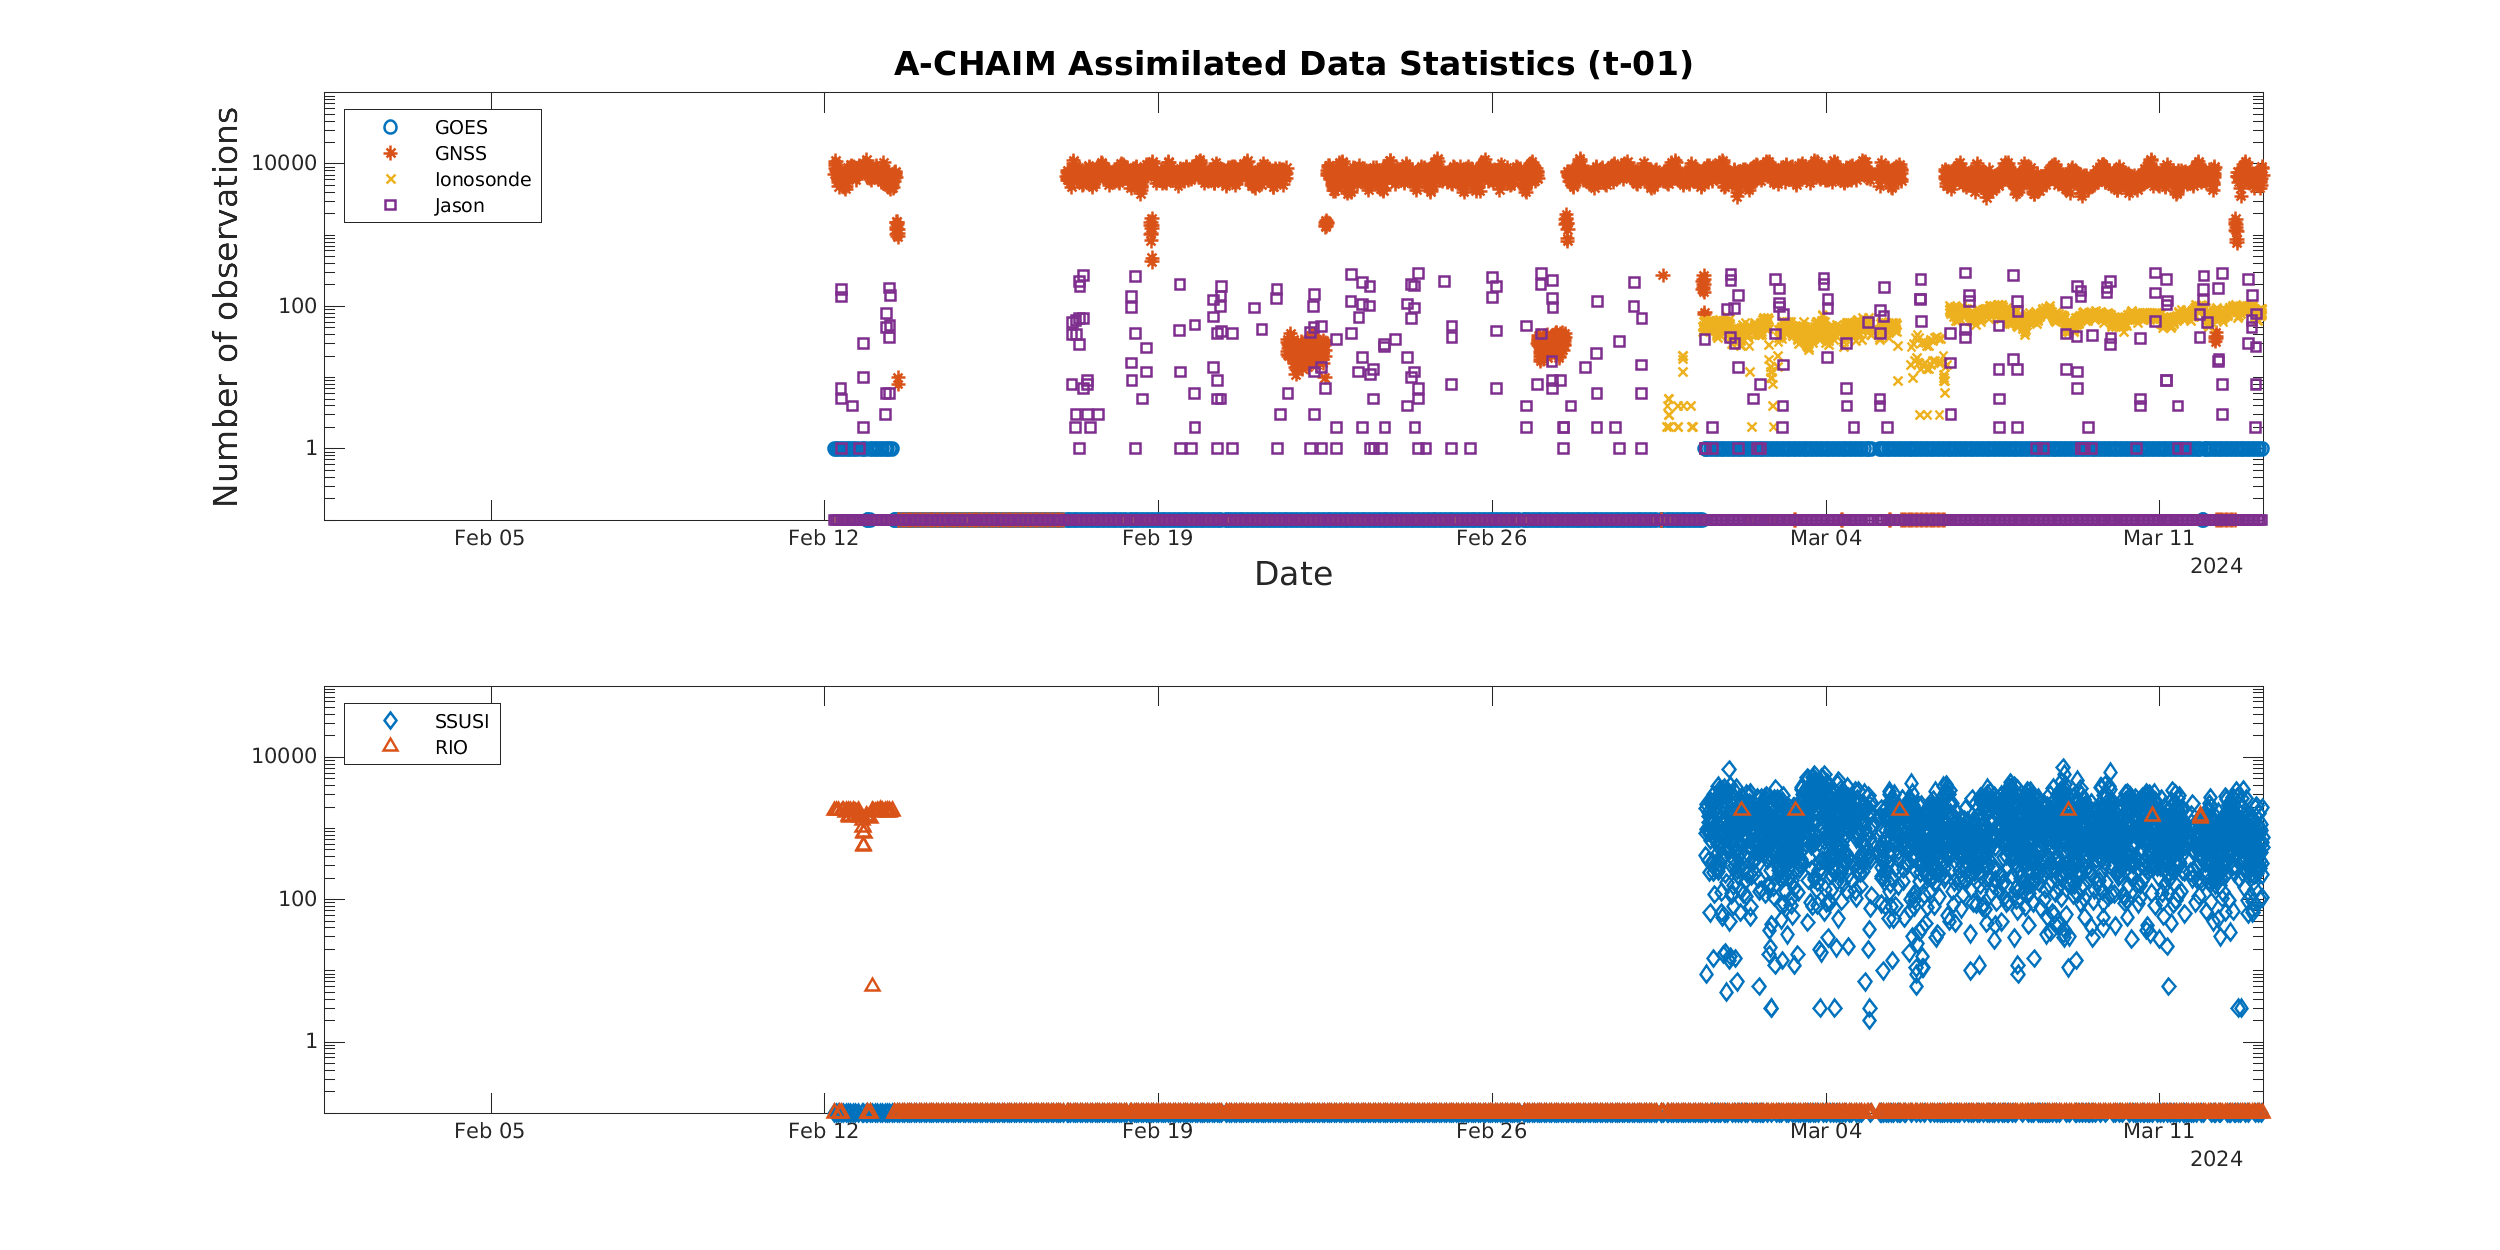 A-CHAIM Assimilated Data Statistics (t-01)
Number of observations
10000
100
1
GOES
GNSS
Ionosonde
Jason
Feb 05
Feb 12
Feb 19
Feb 26
Mar 04
Mar 11
2024
Date
10000
100
1
SSUSI
RIO
Feb 05
Feb 12
Feb 19
Feb 26
Mar 04
Mar 11
2024